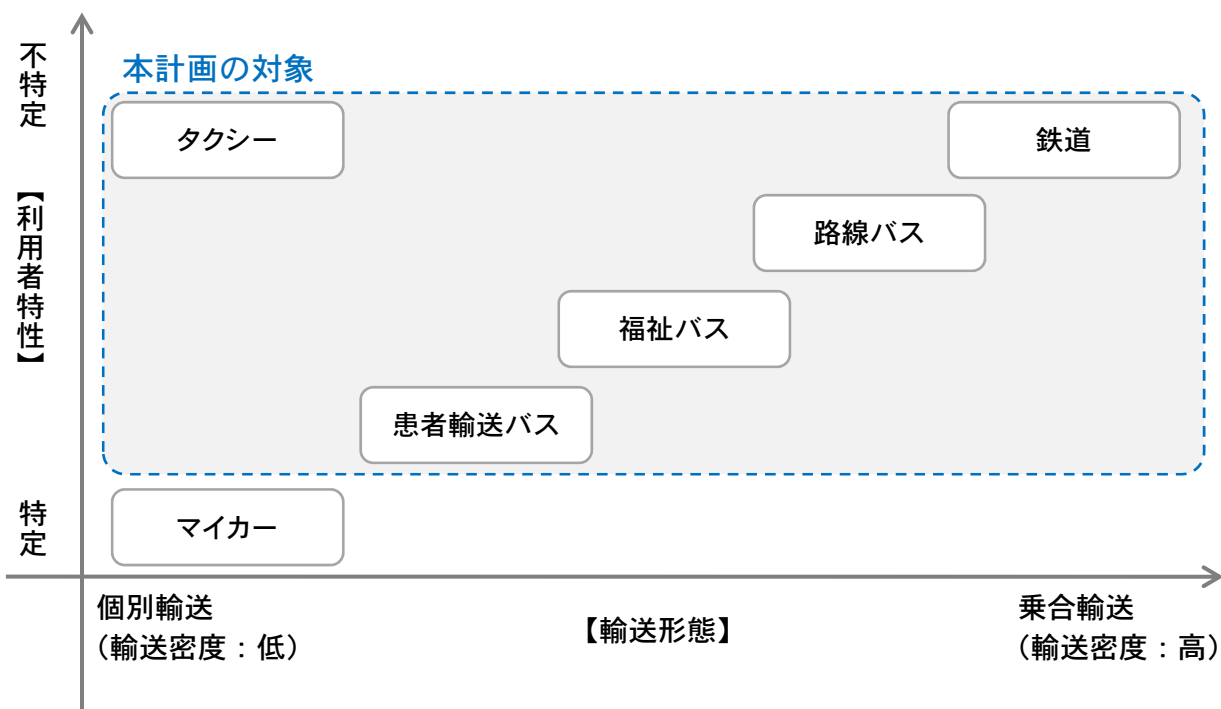 不特定
本計画の対象
タクシー
鉄道
【利用者特性】
路線バス
福祉バス
患者輸送バス
特定
マイカー
個別輸送
（輸送密度：低）
【輸送形態】
乗合輸送
（輸送密度：高）